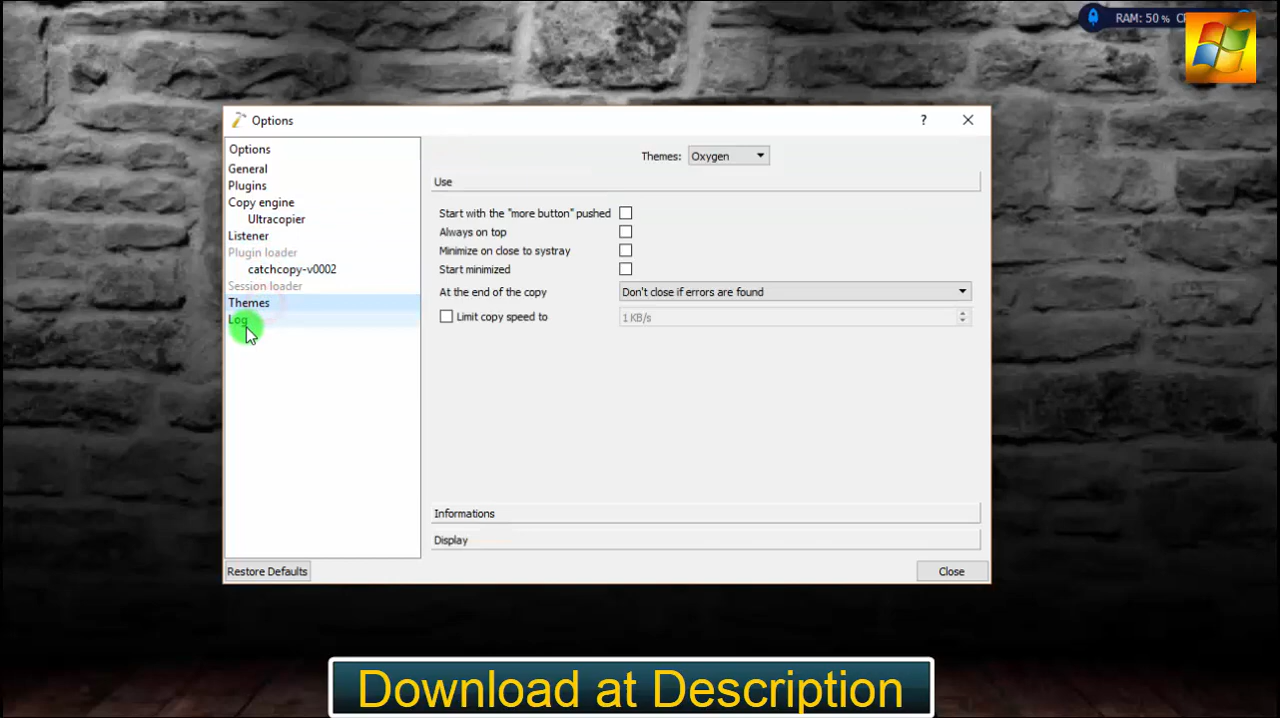 RAM: 50 %
Options
Options
General
Plugins
Copy engine
Ultracopier
Listener
Plugin loader
catchcopy-v0002
Session loader
Themes
Log
Themes: Oxygen
Use
Start with the "more button" pushed
Always on top
Minimize on close to systray
Start minimized
At the end of the copy Don't close if errors are found
Limit copy speed to 1 KB/s
Informations
Display
Restore Defaults Close
Download at Description